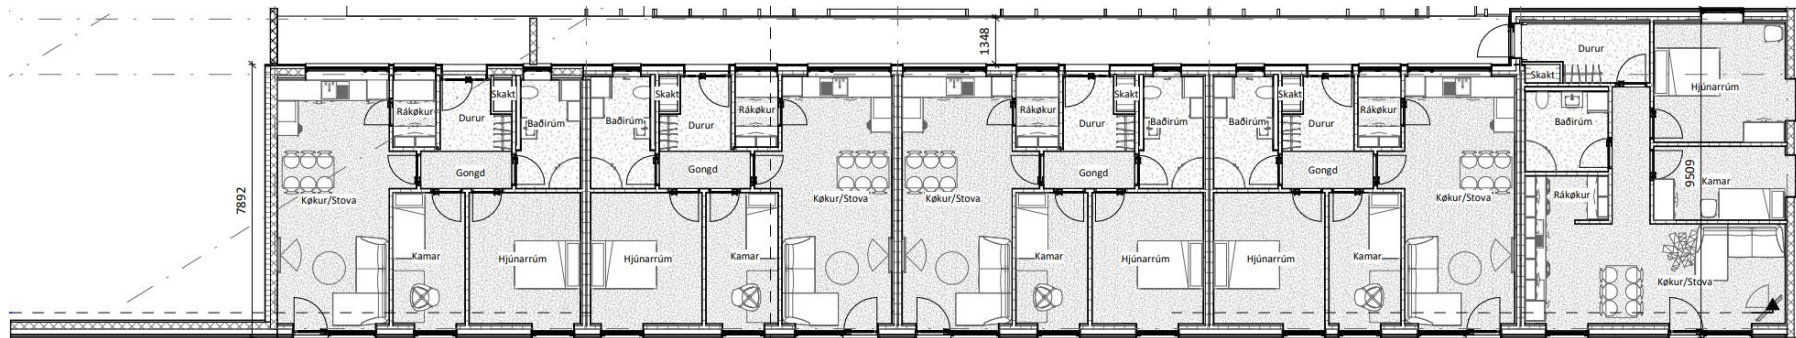 1348
Durur
Skakt
Hjúnarrúm
Baðirúm
Kamar
9509
Rákøkur
Køkur/Stova
7892
Rákøkur
Durur
Skakt
Baðirúm
Gongd
Køkur/Stova
Kamar
Hjúnarrúm
Baðirúm
Skakt
Durur
Rákøkur
Gongd
Køkur/Stova
Hjúnarrúm
Kamar
Rákøkur
Durur
Skakt
Baðirúm
Gongd
Køkur/Stova
Kamar
Hjúnarrúm
Baðirúm
Skakt
Durur
Rákøkur
Gongd
Køkur/Stova
Hjúnarrúm
Kamar